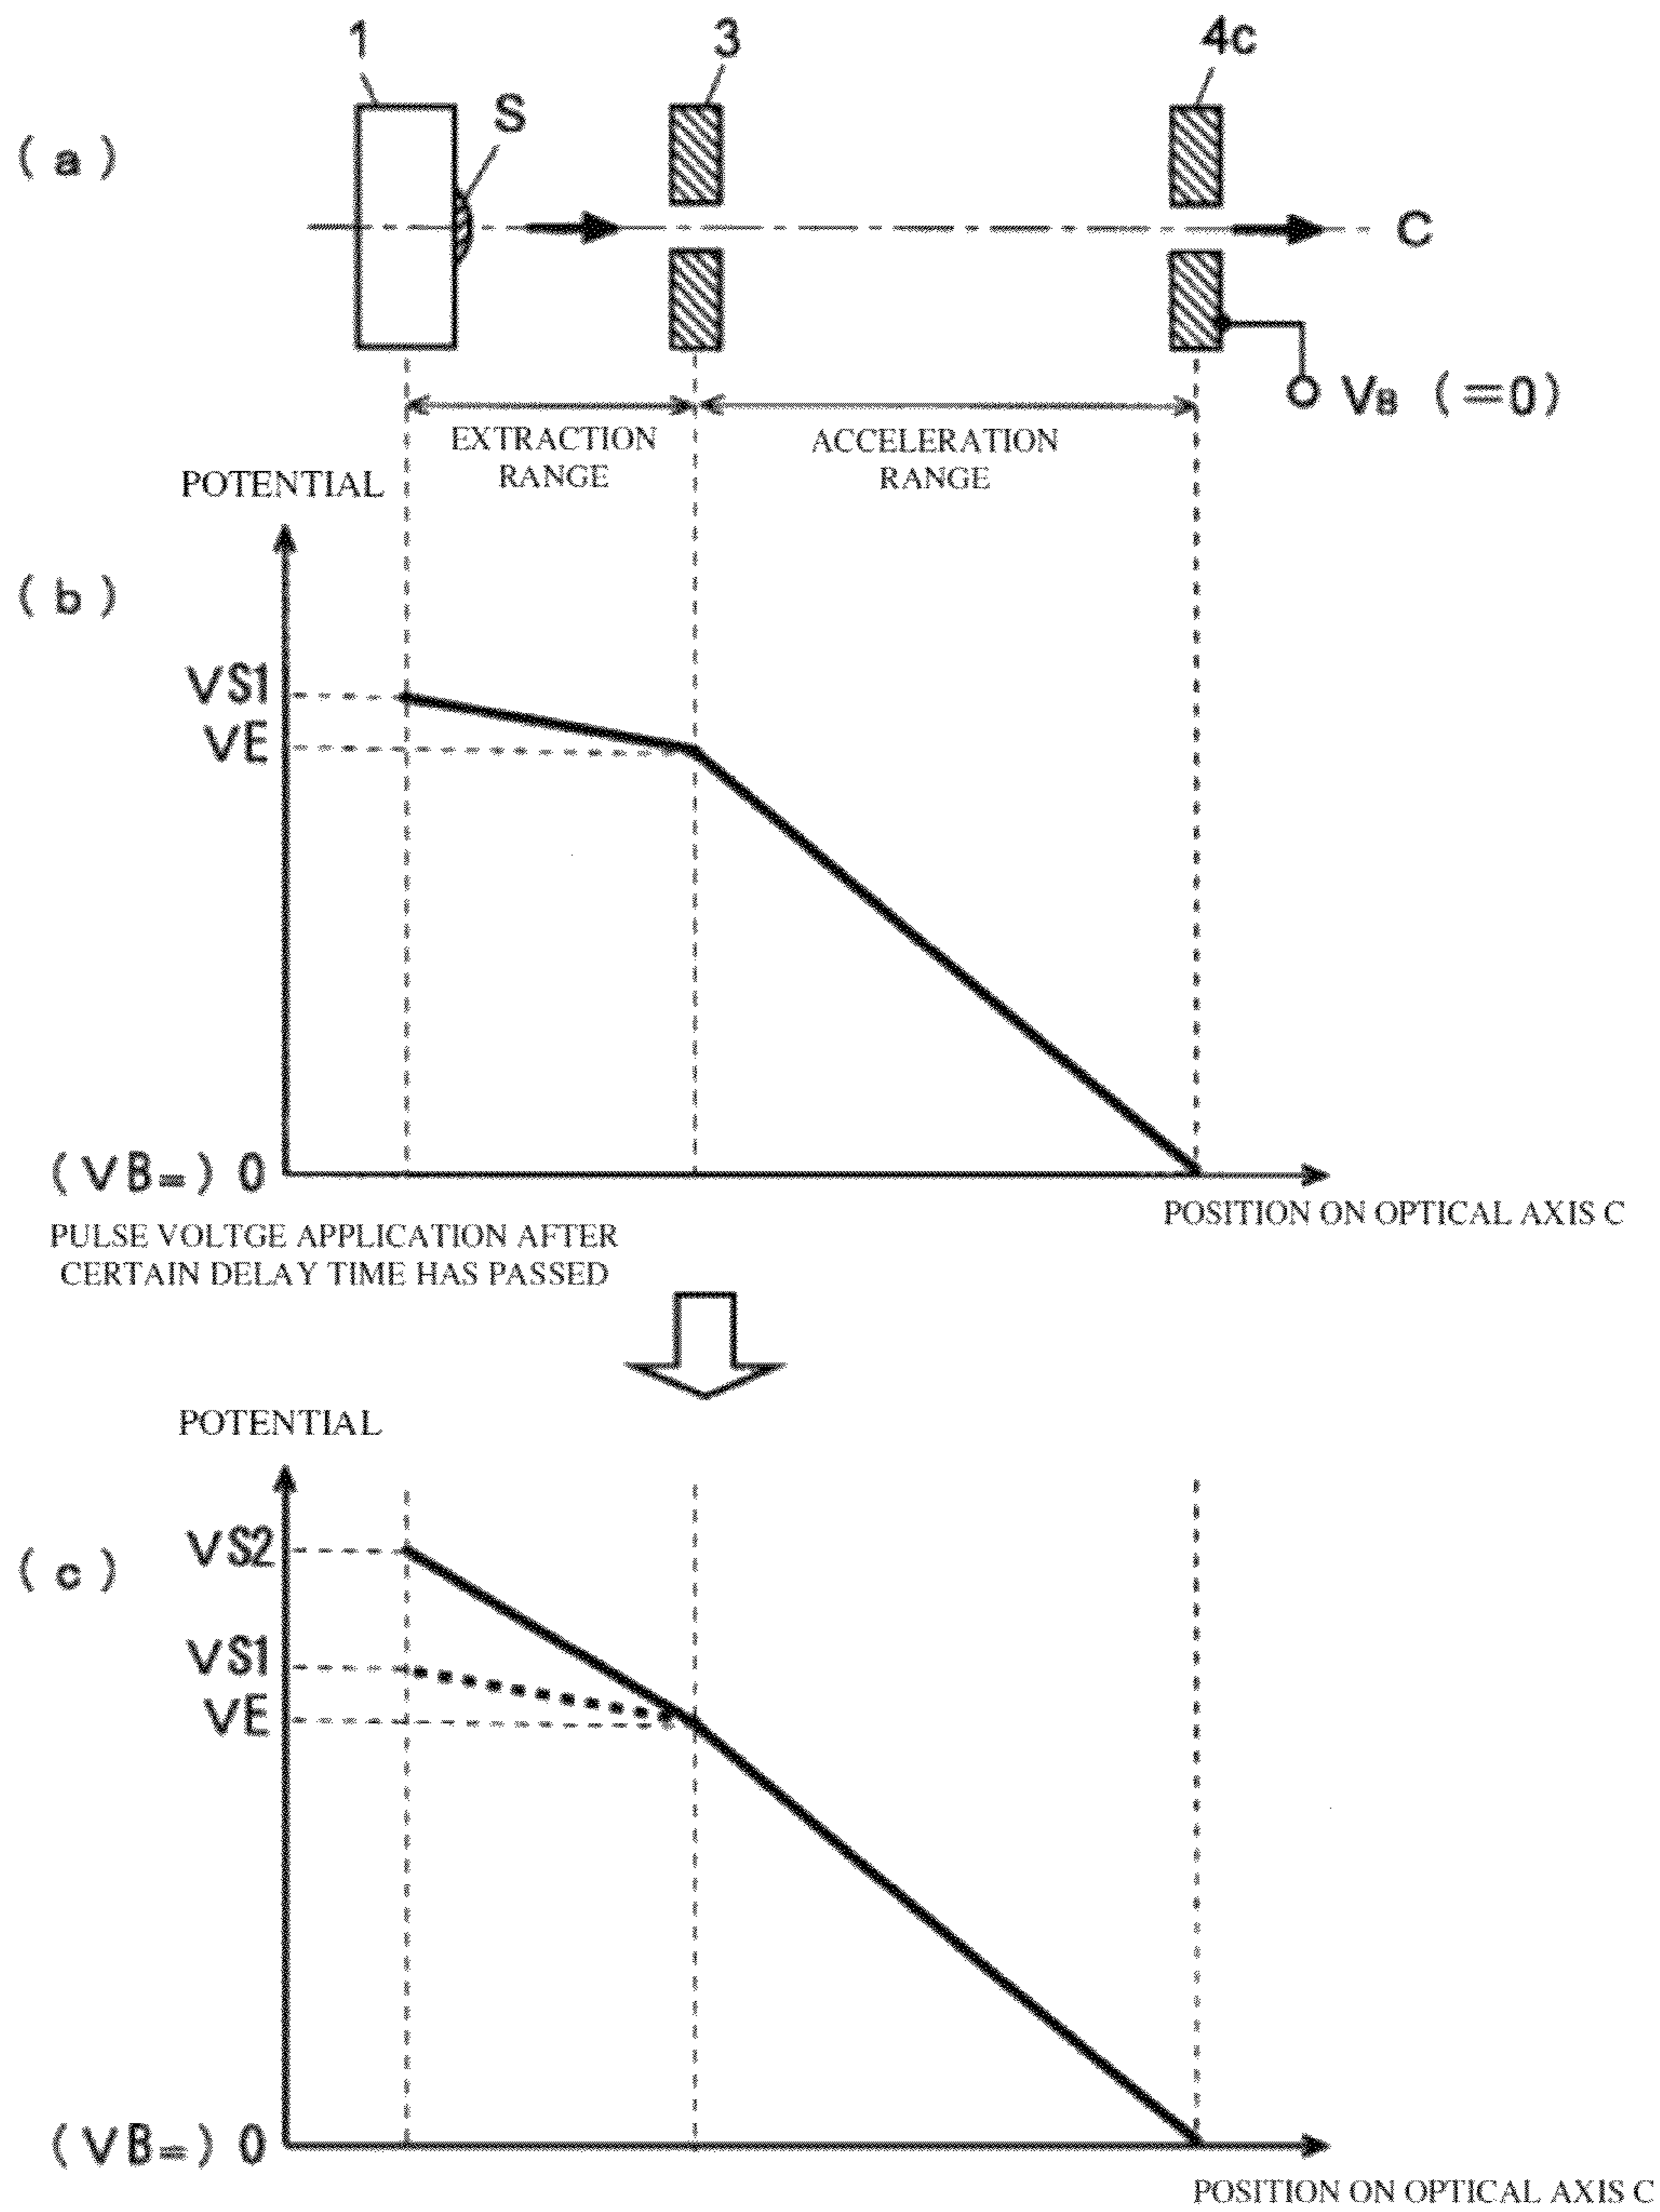 1
3
4c
S
(a)
C
VB (=0)
EXTRACTION
RANGE
ACCELERATION
RANGE
POTENTIAL
(b)
VS1
VE
(VB=) 0
POSITION ON OPTICAL AXIS C
PULSE VOLTGE APPLICATION AFTER
CERTAIN DELAY TIME HAS PASSED
POTENTIAL
VS2
(c)
VS1
VE
(VB=) 0
POSITION ON OPTICAL AXIS C